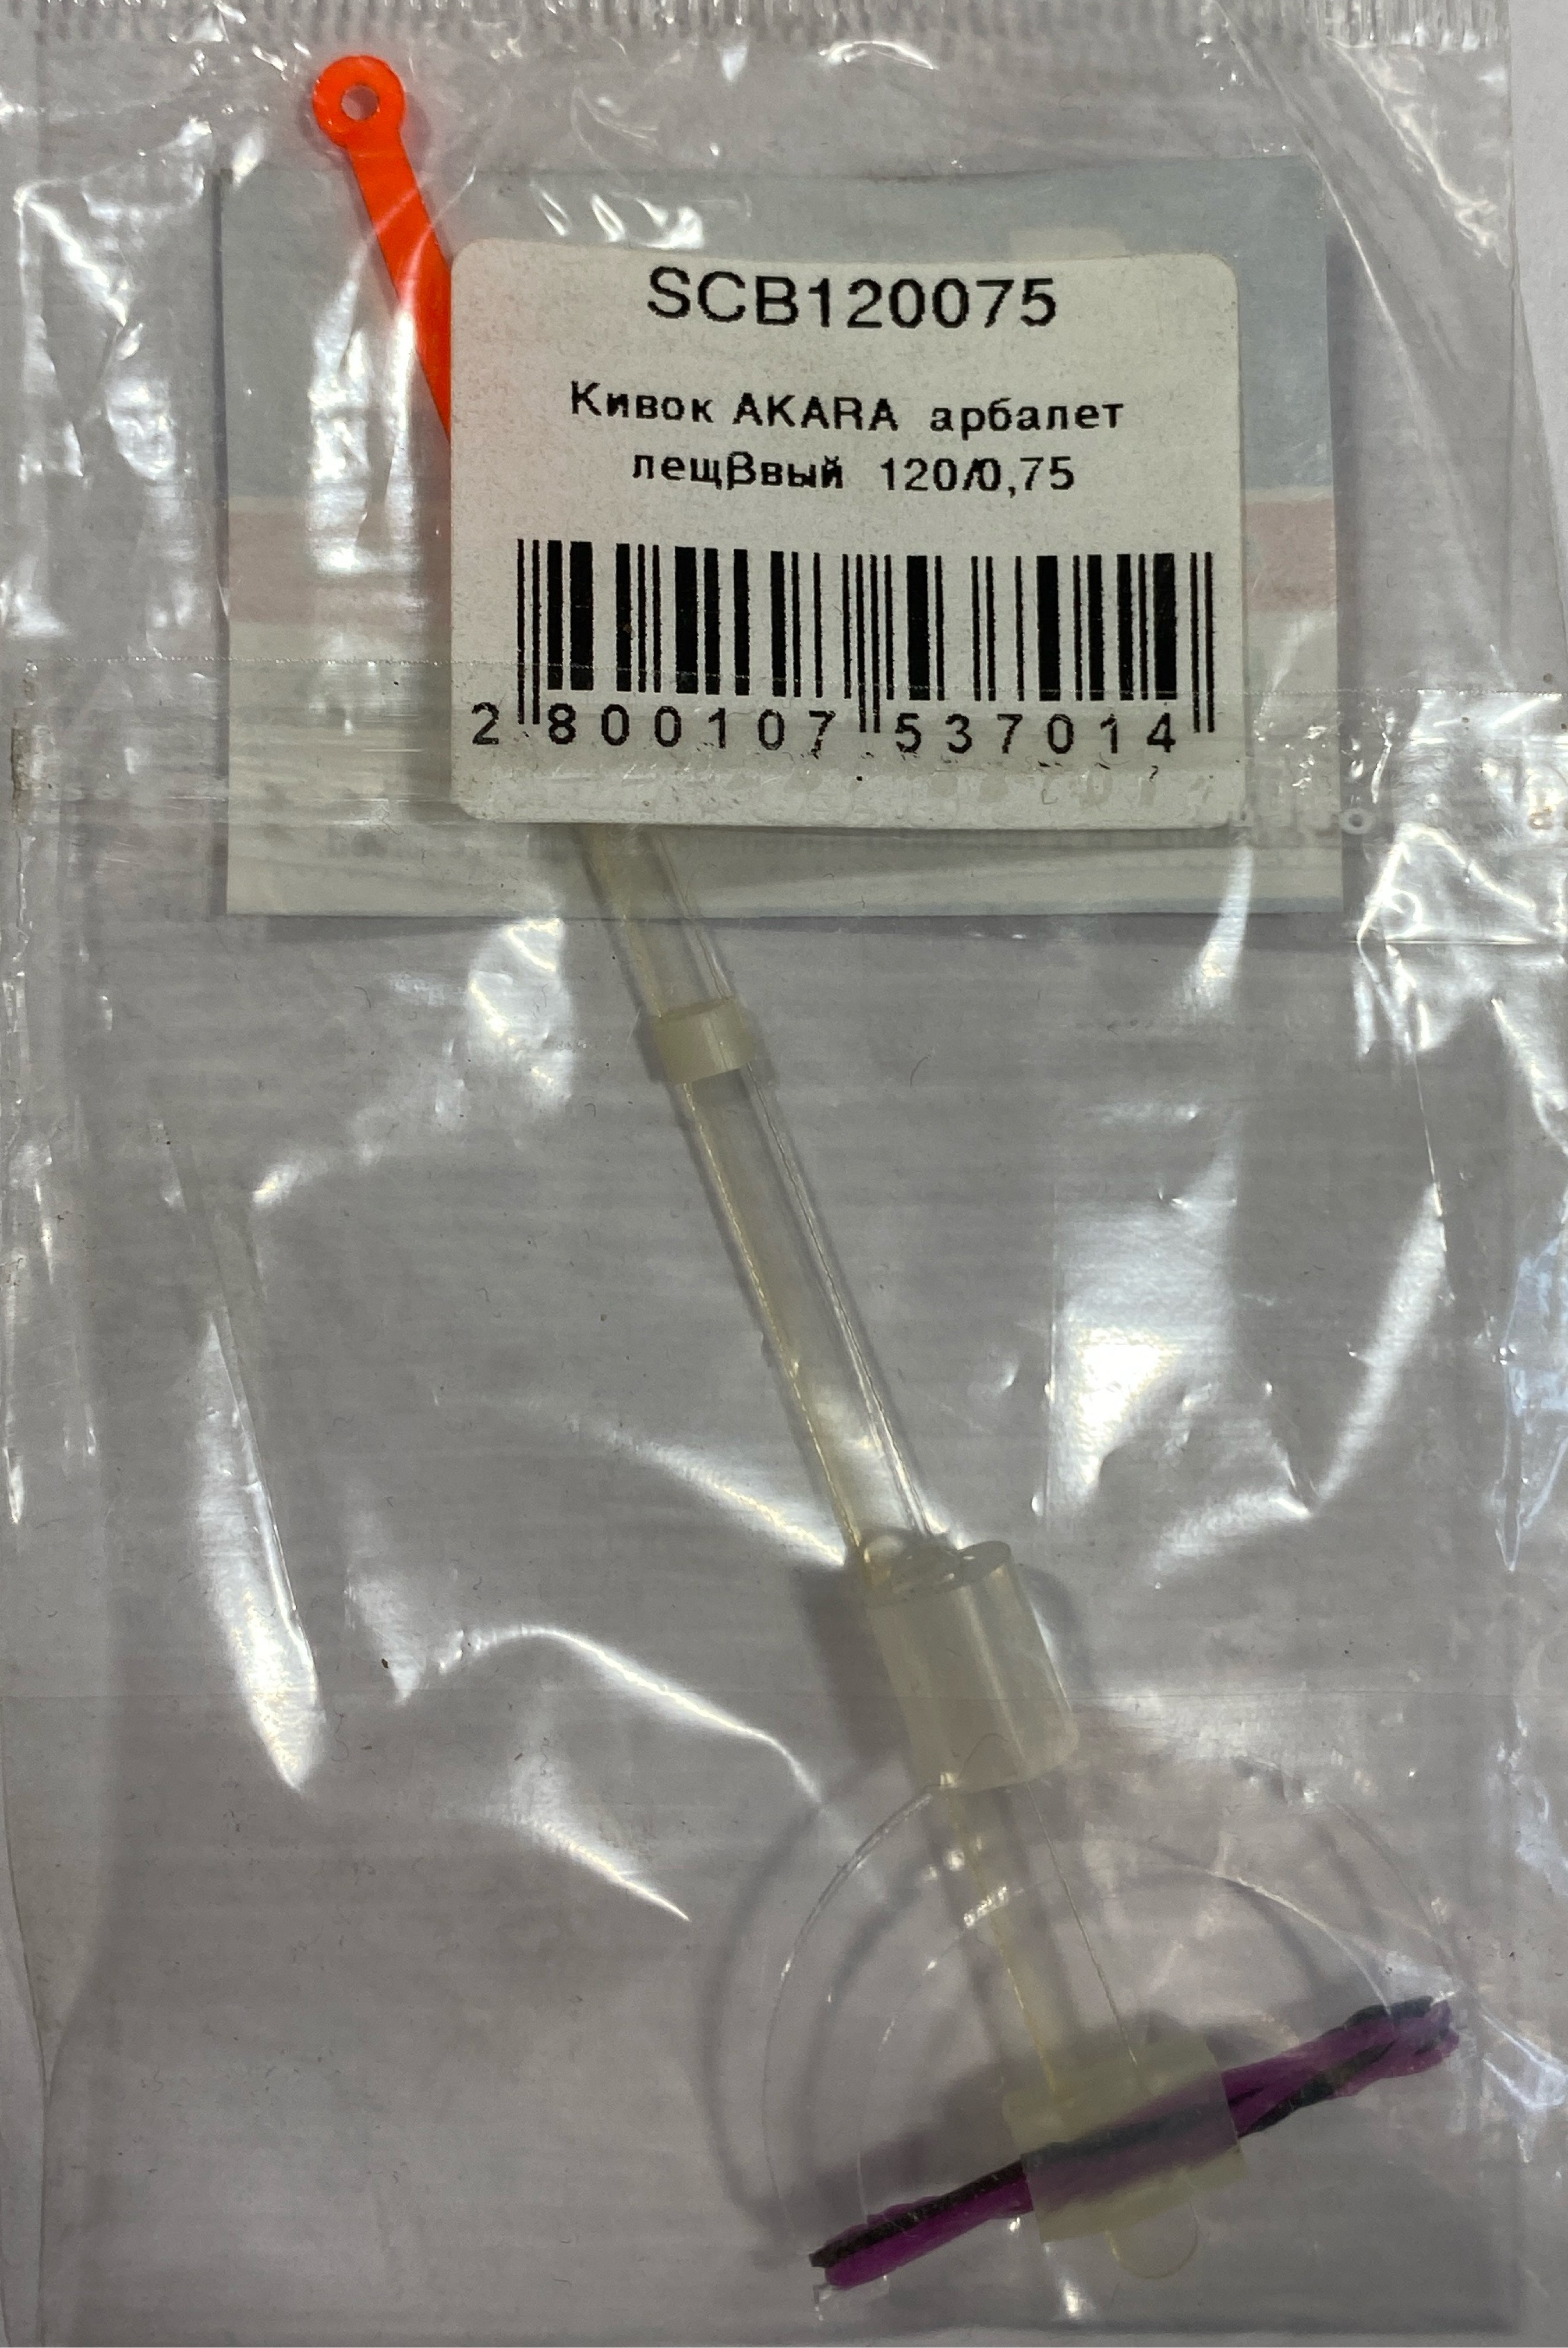 SCB120075
Кивок AKARA арбалет
лещβвый 120/0,75
2 800107 537014